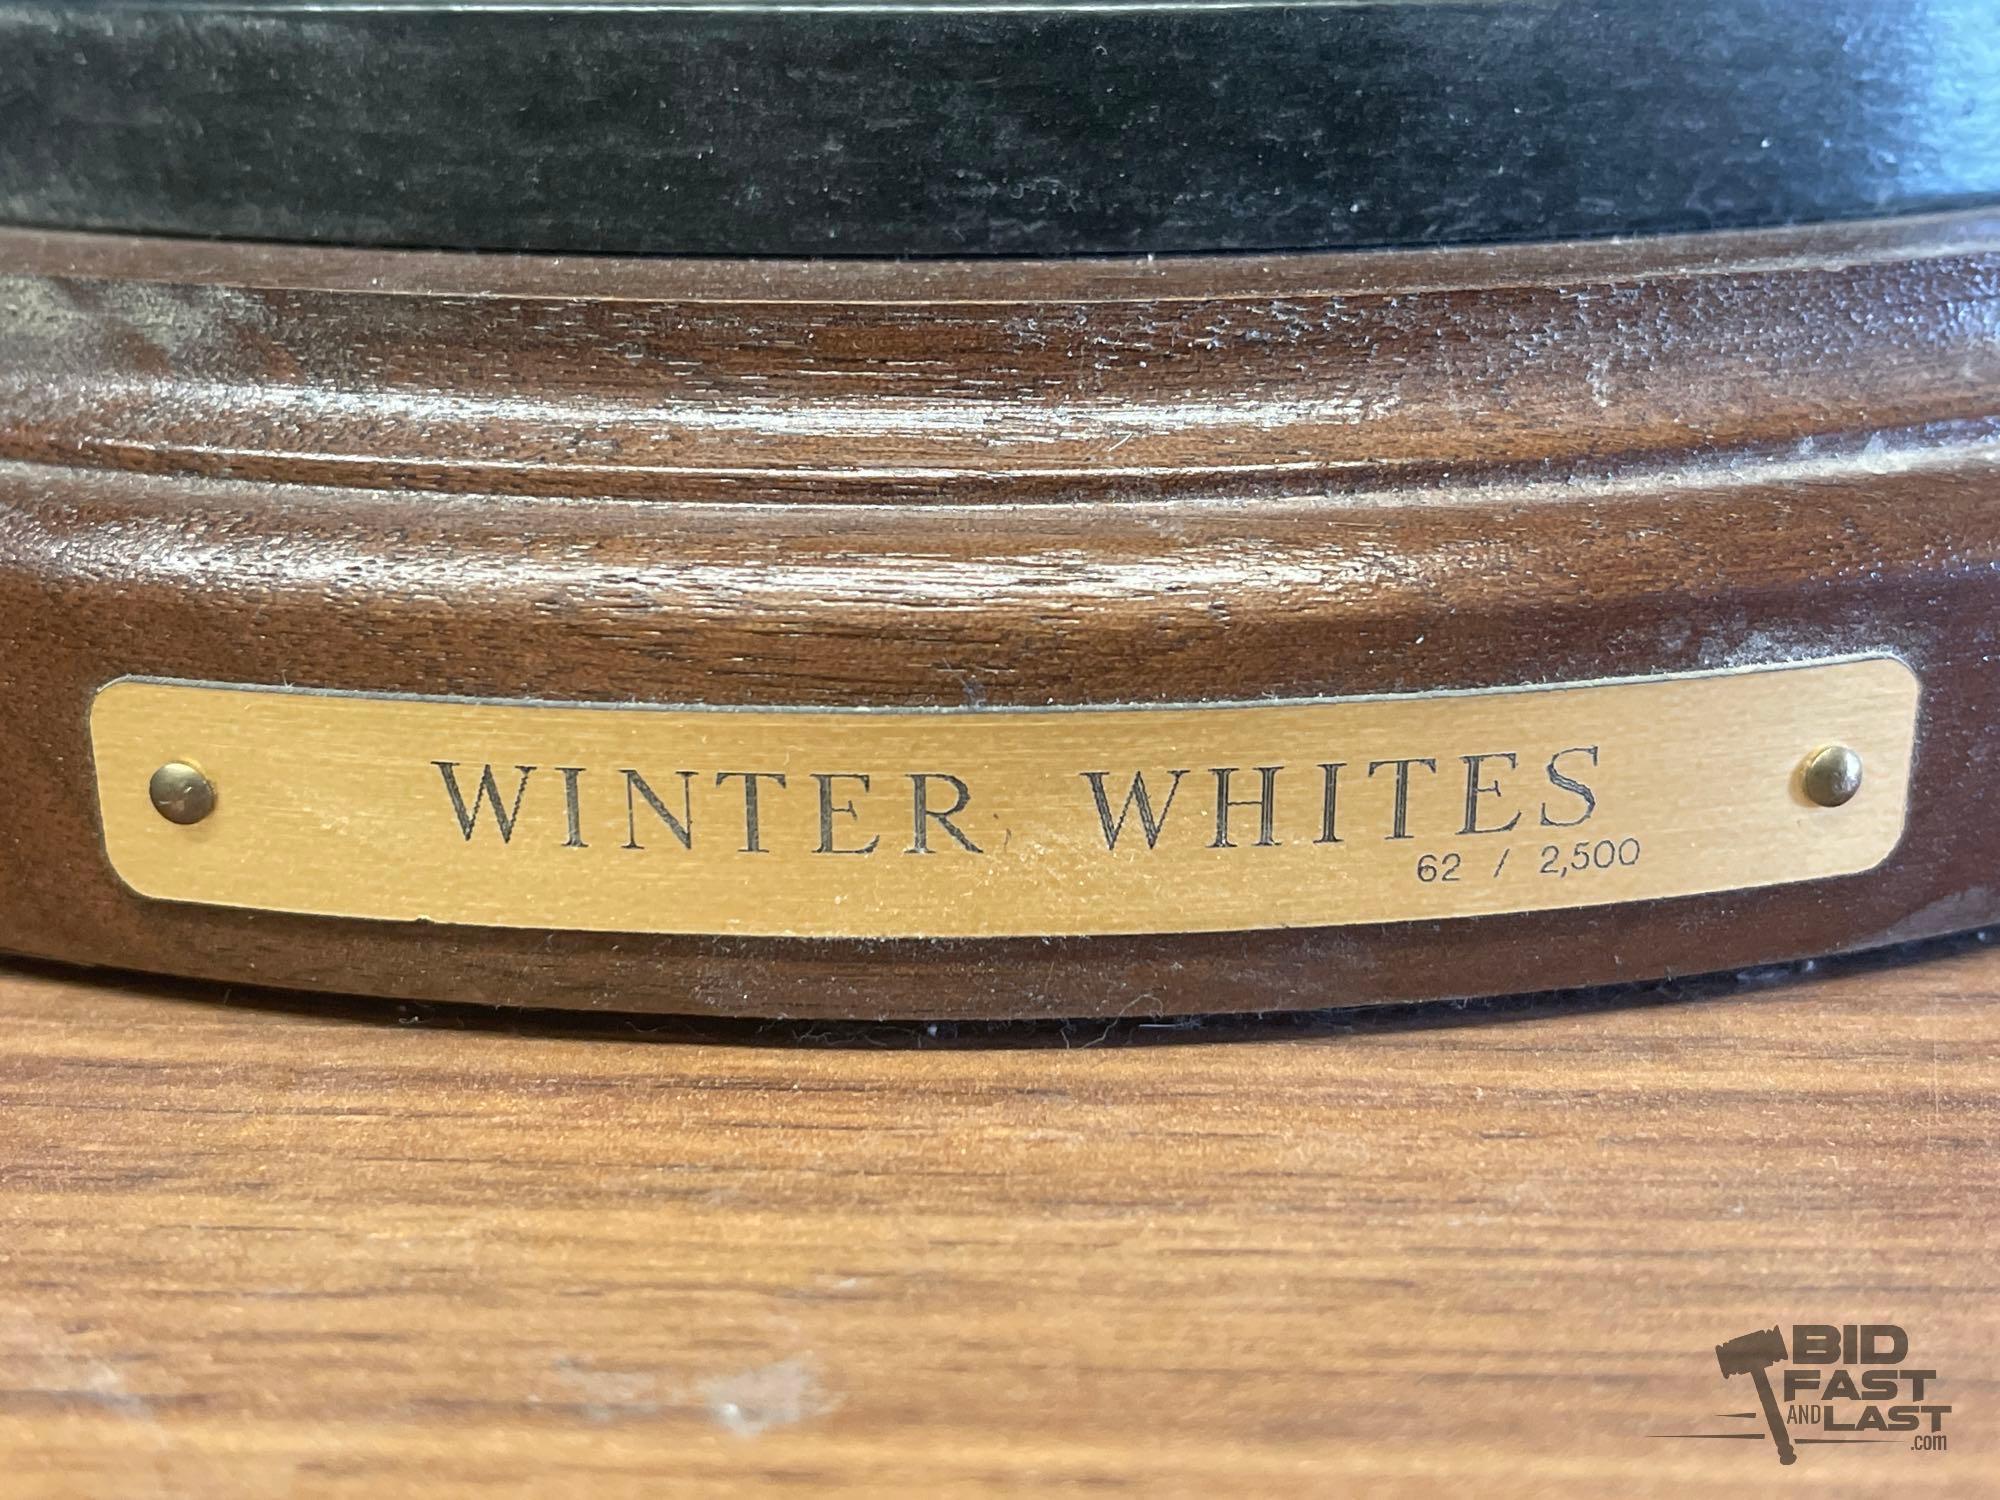 WINTER WHITES
62 / 2,500
BID
FAST
AND LAST
.com